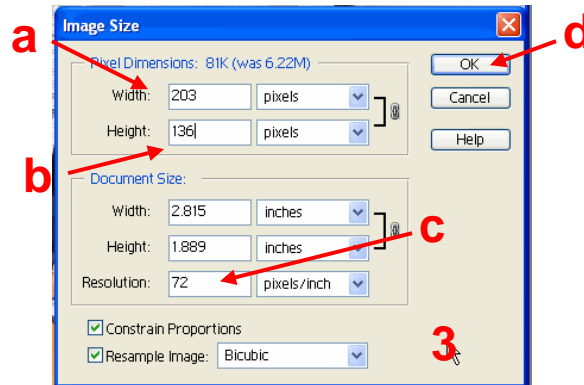 Image Size
a
d
Pixel Dimensions: 81K (was 6.22M)
OK
Width: 203 pixels
Cancel
Height: 136 pixels
Help
b
Document Size:
Width: 2.815 inches
c
Height: 1.889 inches
Resolution: 72 pixels/inch
Constrain Proportions
3
Resample Image: Bicubic